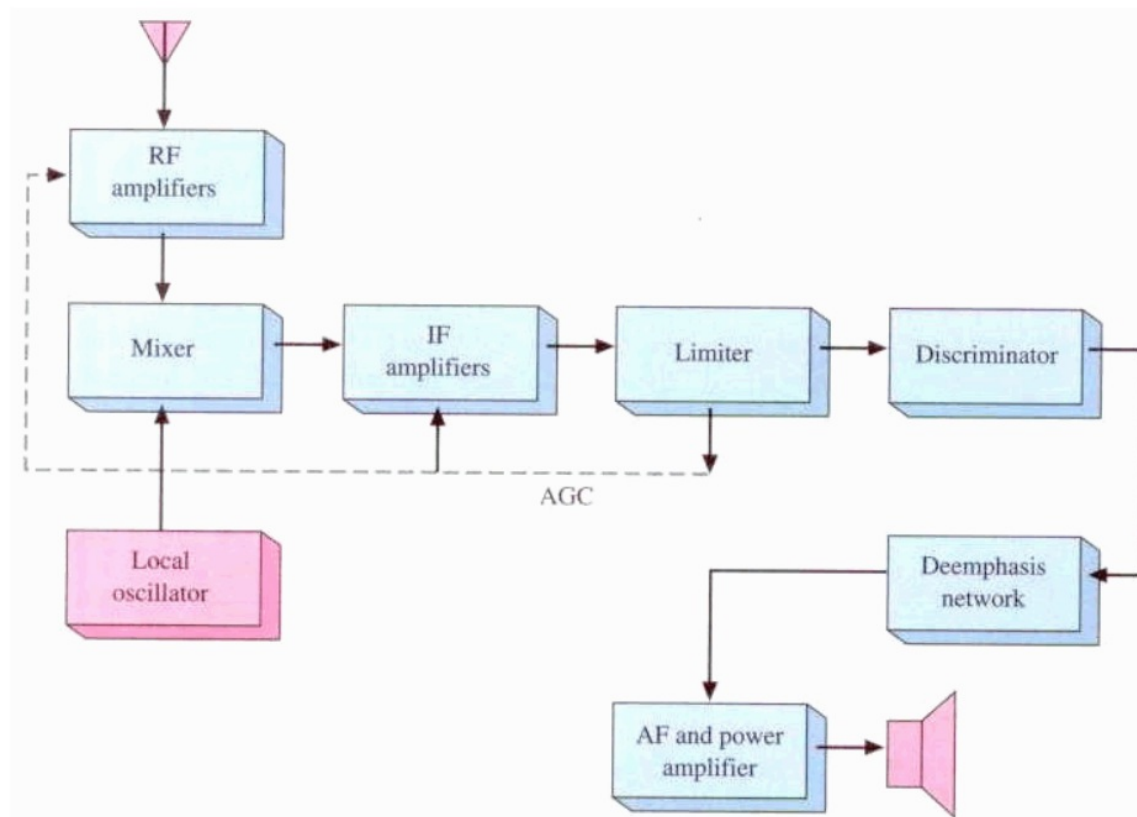 RF
amplifiers
Mixer
IF
amplifiers
Limiter
Discriminator
AGC
Local
oscillator
Deemphasis
network
AF and power
amplifier